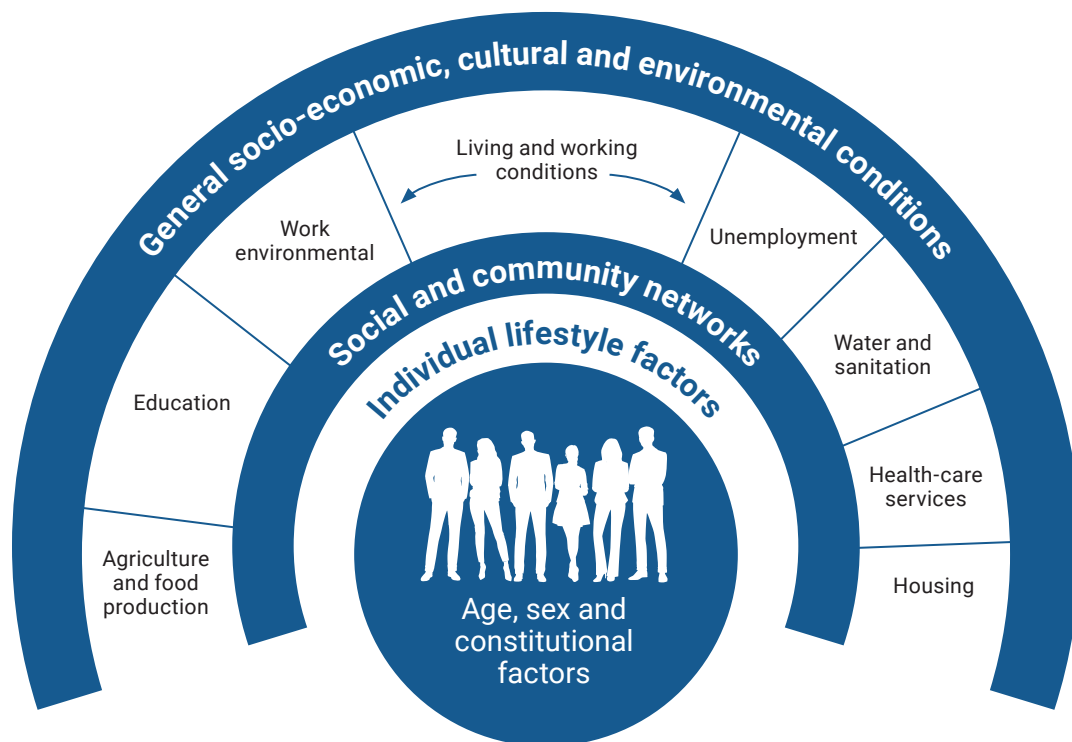 General socio-economic, cultural and environmental conditions
Living and working
conditions
Work
environmental
Unemployment
Education
Water and
sanitation
Agriculture
and food
production
Health-care
services
Housing
Social and community networks
Individual lifestyle factors
Age, sex and
constitutional
factors